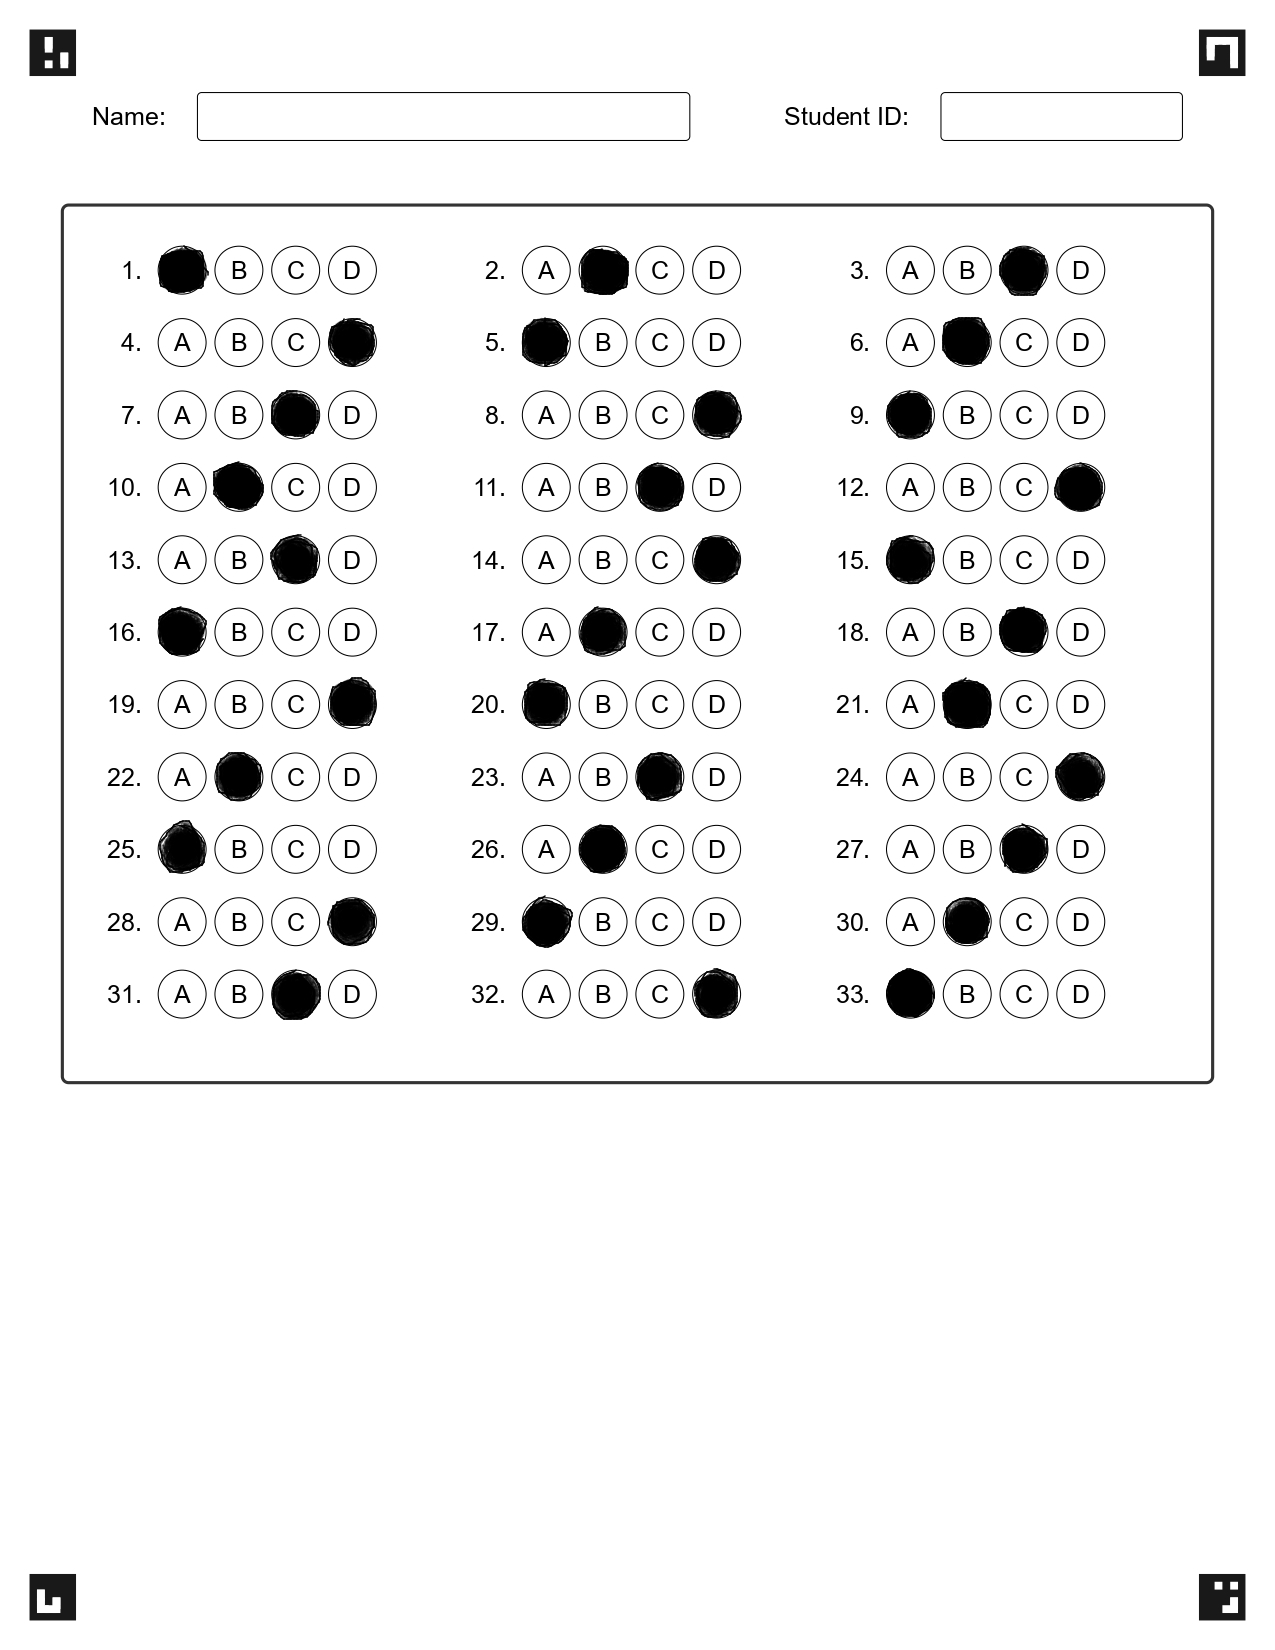 Name: Student ID:
1. B C D 2. A C D 3. A B D
4. A B C 5. B C D 6. A C D
7. A B D 8. A B C 9. B C D
10. A C D 11. A B D 12. A B C
13. A B D 14. A B C 15. B C D
16. B C D 17. A C D 18. A B D
19. A B C 20. B C D 21. A C D
22. A C D 23. A B D 24. A B C
25. B C D 26. A C D 27. A B D
28. A B C 29. B C D 30. A C D
31. A B D 32. A B C 33. B C D